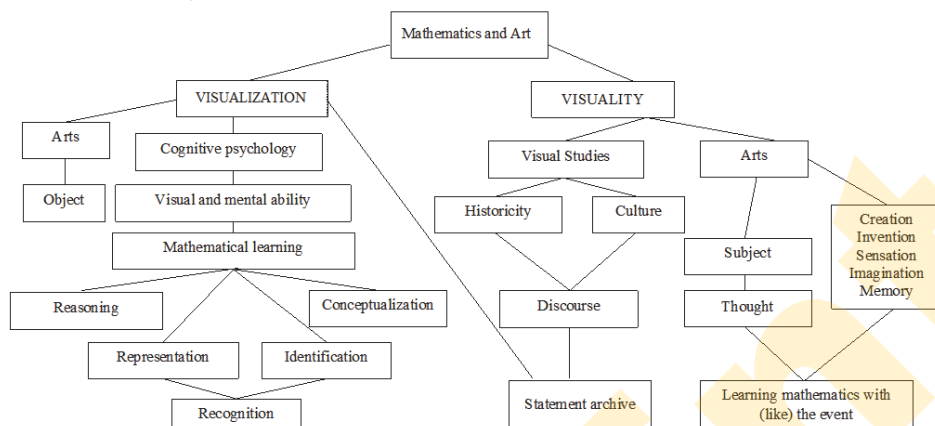 Mathematics and Art
VISUALIZATION
VISUALITY
Arts
Cognitive psychology
Visual Studies
Arts
Object
Visual and mental ability
Historicity
Culture
Creation
Invention
Sensation
Imagination
Memory
Mathematical learning
Subject
Reasoning
Conceptualization
Discourse
Thought
Representation
Identification
Recognition
Statement archive
Learning mathematics with
(like) the event